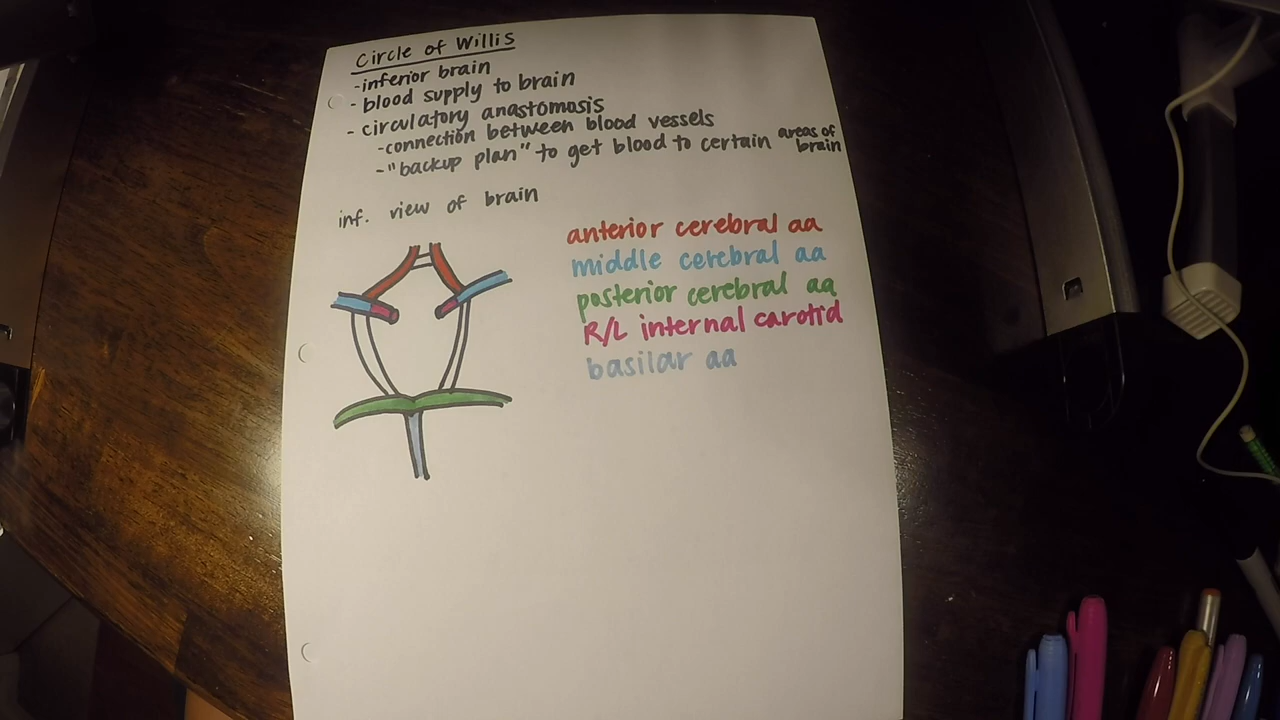 Circle of Willis
-inferior brain
- blood supply to brain
- circulatory anastomosis
-connection between blood vessels
-"backup plan" to get blood to certain areas of brain
inf. view of brain
anterior cerebral aa
middle cerebral aa
posterior cerebral aa
R/L internal carotid
basilar aa